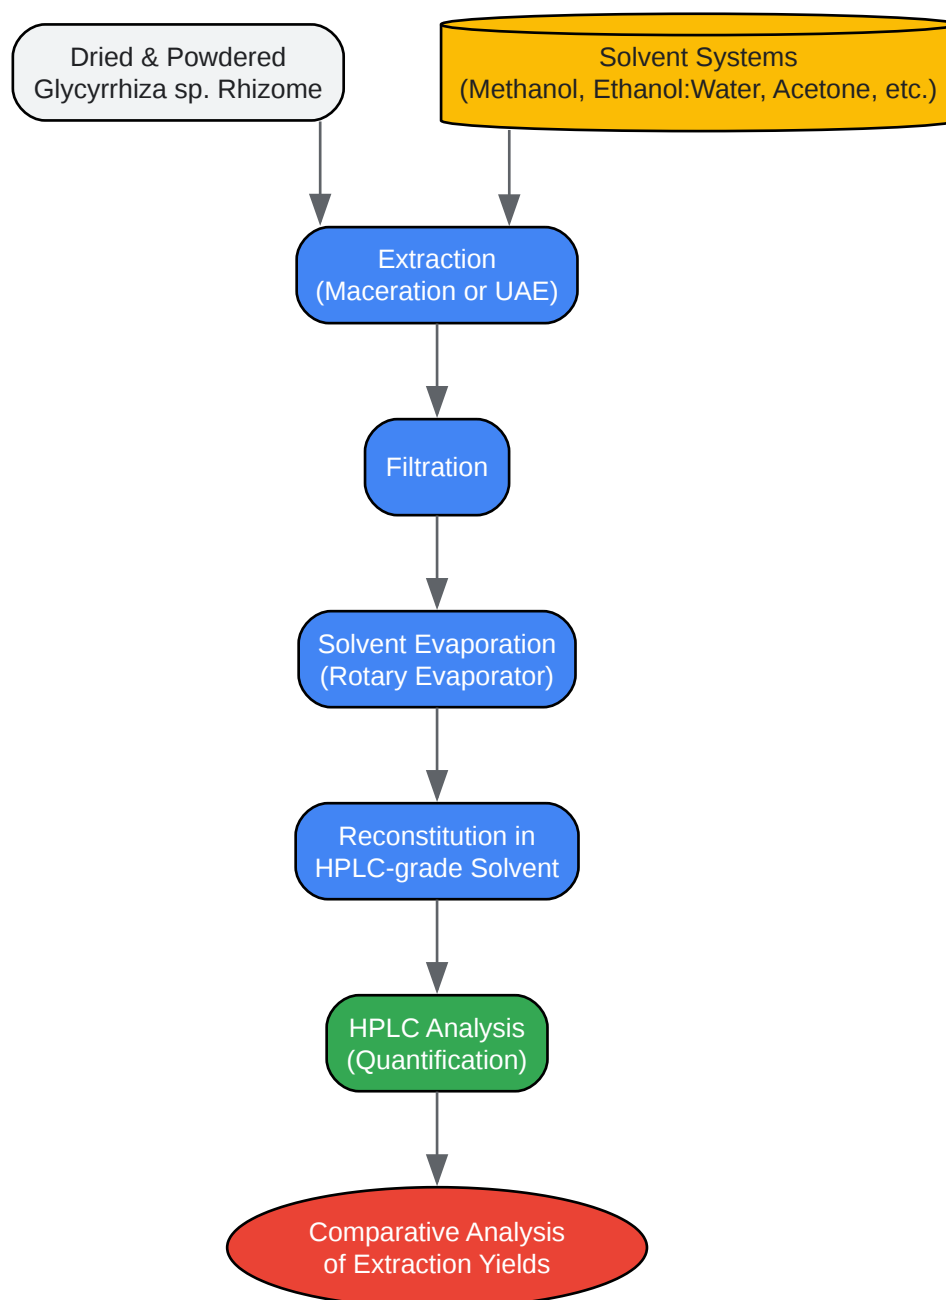 Dried & Powdered
Glycyrrhiza sp. Rhizome
Solvent Systems
(Methanol, Ethanol:Water, Acetone, etc.)
Extraction
(Maceration or UAE)
Filtration
Solvent Evaporation
(Rotary Evaporator)
Reconstitution in
HPLC-grade Solvent
HPLC Analysis
(Quantification)
Comparative Analysis
of Extraction Yields